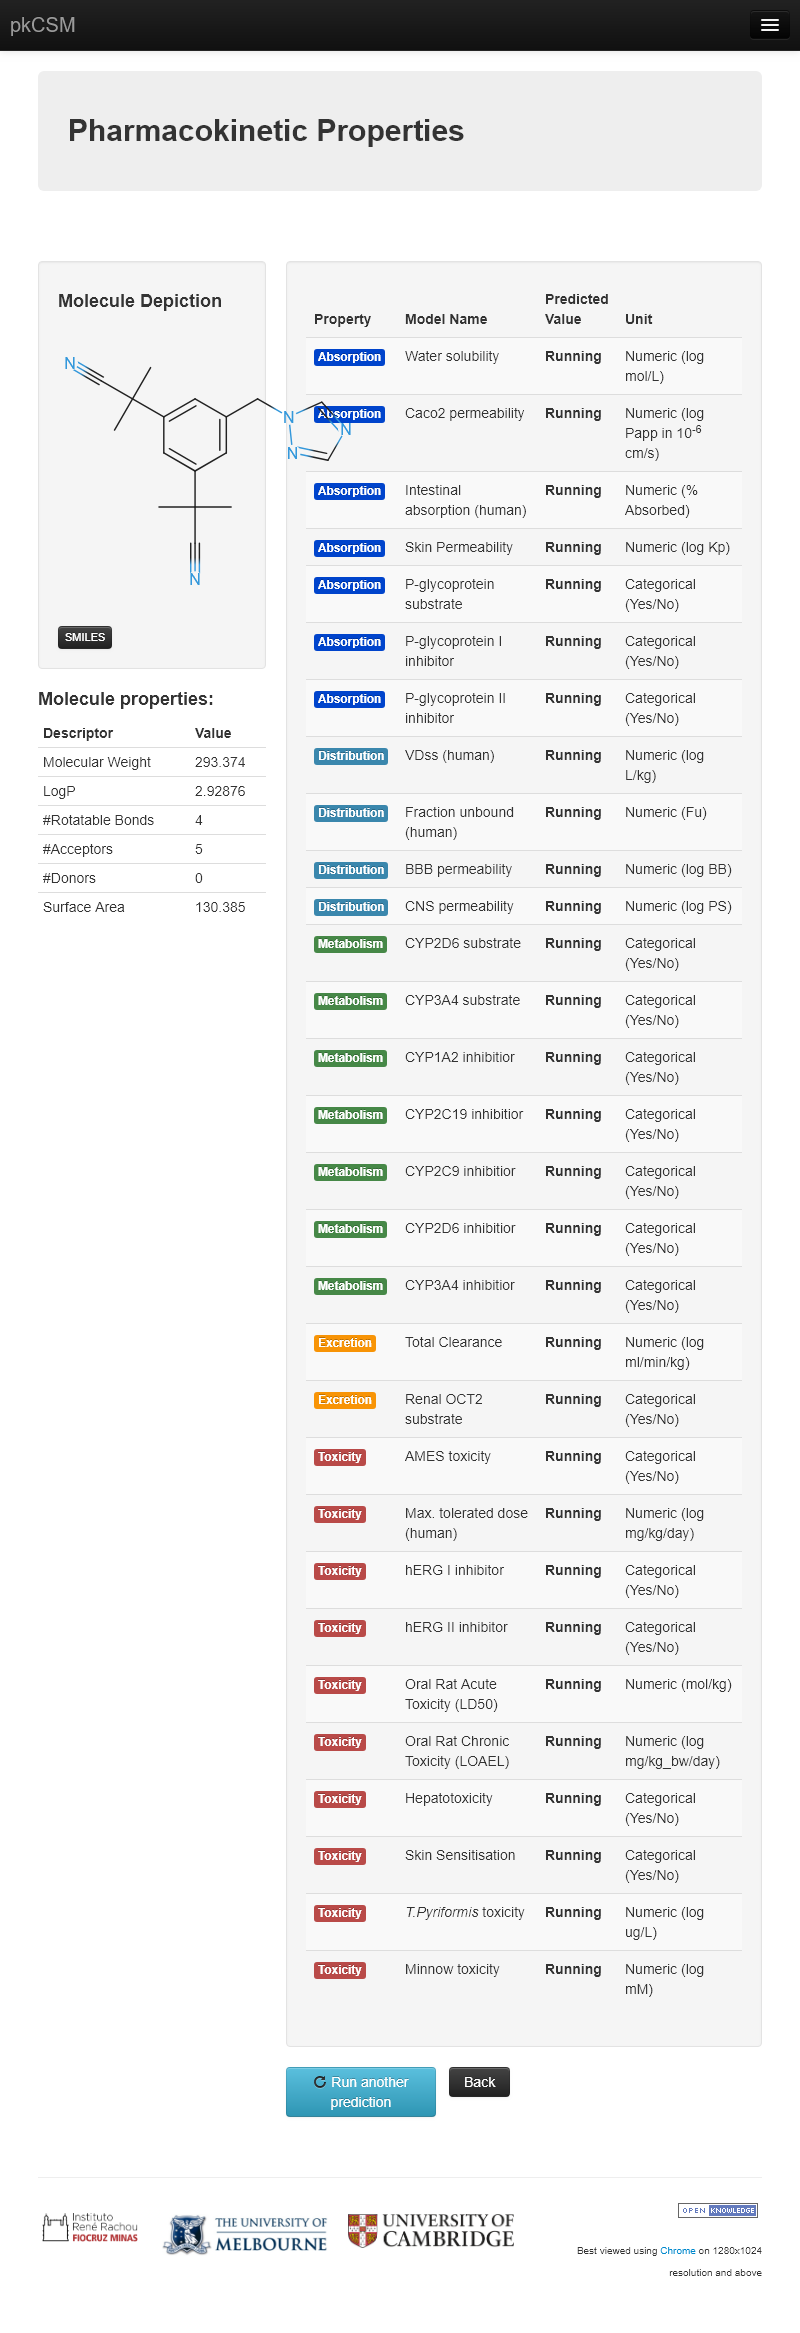 pkCSM
Pharmacokinetic Properties
Molecule Depiction
N
N
N
N
N
SMILES
Molecule properties:
Descriptor Value
Molecular Weight 293.374
LogP 2.92876
#Rotatable Bonds 4
#Acceptors 5
#Donors 0
Surface Area 130.385
Property Model Name Predicted Value Unit
Absorption Water solubility Running Numeric (log
mol/L)
Absorption Caco2 permeability Running Numeric (log
Papp in 10-6
cm/s)
Absorption Intestinal Running Numeric (%
absorption (human) Absorbed)
Absorption Skin Permeability Running Numeric (log Kp)
Absorption P-glycoprotein Running Categorical
substrate (Yes/No)
Absorption P-glycoprotein I Running Categorical
inhibitor (Yes/No)
Absorption P-glycoprotein II Running Categorical
inhibitor (Yes/No)
Distribution VDss (human) Running Numeric (log
L/kg)
Distribution Fraction unbound Running Numeric (Fu)
(human)
Distribution BBB permeability Running Numeric (log BB)
Distribution CNS permeability Running Numeric (log PS)
Metabolism CYP2D6 substrate Running Categorical
(Yes/No)
Metabolism CYP3A4 substrate Running Categorical
(Yes/No)
Metabolism CYP1A2 inhibitior Running Categorical
(Yes/No)
Metabolism CYP2C19 inhibitior Running Categorical
(Yes/No)
Metabolism CYP2C9 inhibitior Running Categorical
(Yes/No)
Metabolism CYP2D6 inhibitior Running Categorical
(Yes/No)
Metabolism CYP3A4 inhibitior Running Categorical
(Yes/No)
Excretion Total Clearance Running Numeric (log
ml/min/kg)
Excretion Renal OCT2 Running Categorical
substrate (Yes/No)
Toxicity AMES toxicity Running Categorical
(Yes/No)
Toxicity Max. tolerated dose Running Numeric (log
(human) mg/kg/day)
Toxicity hERG I inhibitor Running Categorical
(Yes/No)
Toxicity hERG II inhibitor Running Categorical
(Yes/No)
Toxicity Oral Rat Acute Running Numeric (mol/kg)
Toxicity (LD50)
Toxicity Oral Rat Chronic Running Numeric (log
Toxicity (LOAEL) mg/kg_bw/day)
Toxicity Hepatotoxicity Running Categorical
(Yes/No)
Toxicity Skin Sensitisation Running Categorical
(Yes/No)
Toxicity T.Pyriformis toxicity Running Numeric (log
ug/L)
Toxicity Minnow toxicity Running Numeric (log
mM)
Run another
prediction
Back
Instituto
René Rachou
FIOCRUZ MINAS
THE UNIVERSITY OF
MELBOURNE
UNIVERSITY OF
CAMBRIDGE
OPEN KNOWLEDGE
Best viewed using Chrome on 1280x1024
resolution and above